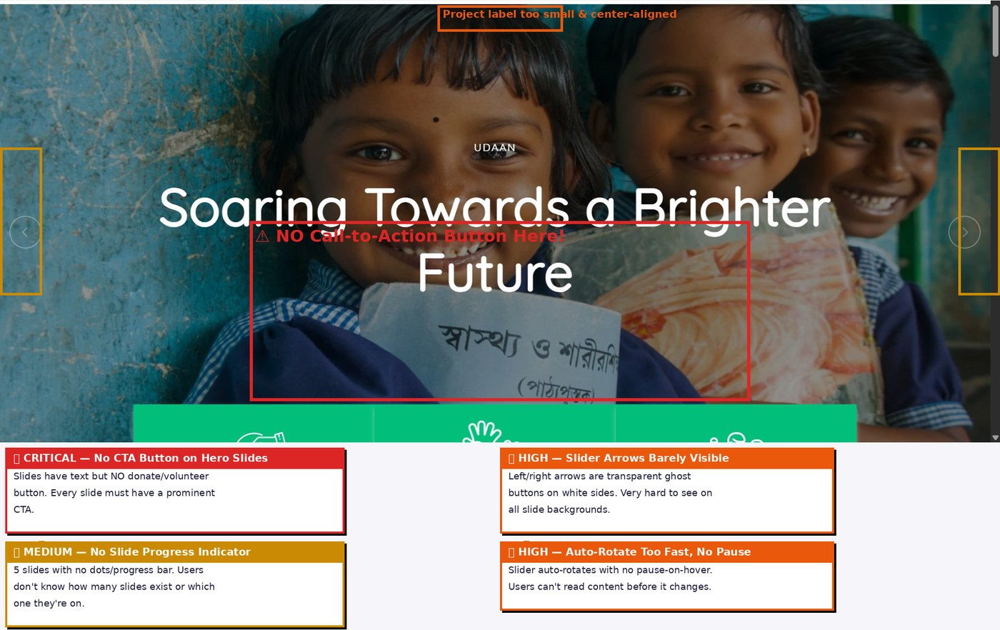 Project label too small & center-aligned
UDAAN
Soaring Towards a Brighter
⚠ NO Call-to-Action Button Here!
Future
স্বাস্থ্য ও শারীরশি
(পাঠ্যপুস্তক)
CRITICAL — No CTA Button on Hero Slides
Slides have text but NO donate/volunteer
button. Every slide must have a prominent
CTA.
HIGH — Slider Arrows Barely Visible
Left/right arrows are transparent ghost
buttons on white sides. Very hard to see on
all slide backgrounds.
MEDIUM — No Slide Progress Indicator
5 slides with no dots/progress bar. Users
don't know how many slides exist or which
one they're on.
HIGH — Auto-Rotate Too Fast, No Pause
Slider auto-rotates with no pause-on-hover.
Users can't read content before it changes.